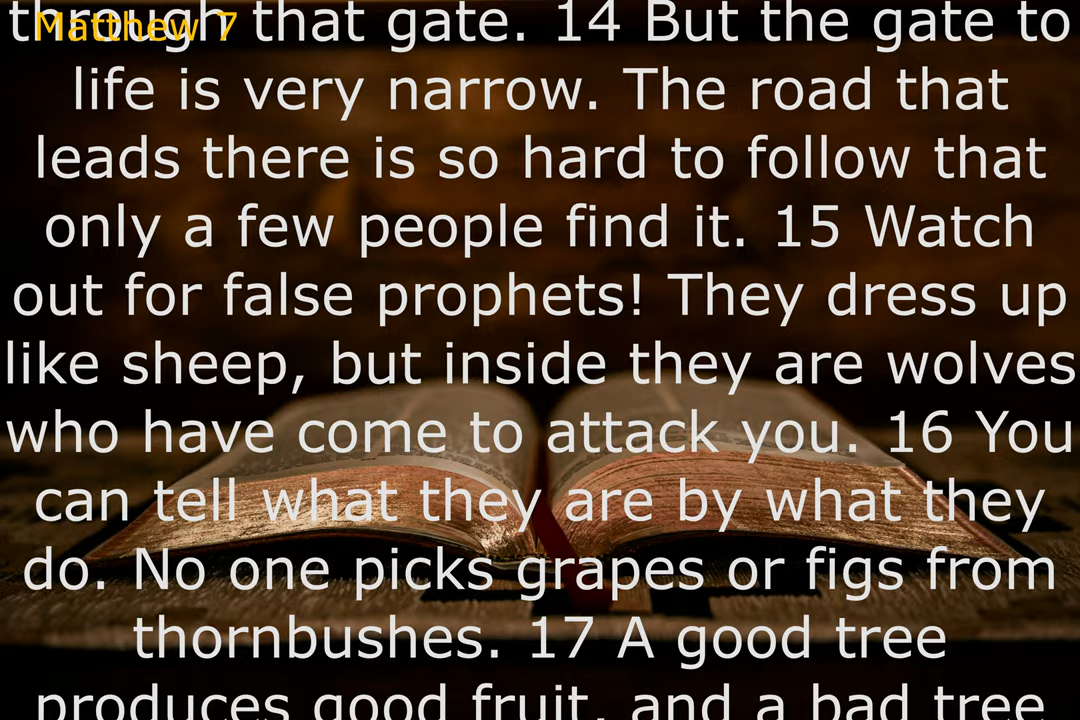 Matthew 7
through that gate. 14 But the gate to
life is very narrow. The road that
leads there is so hard to follow that
only a few people find it. 15 Watch
out for false prophets! They dress up
like sheep, but inside they are wolves
who have come to attack you. 16 You
can tell what they are by what they
do. No one picks grapes or figs from
thornbushes. 17 A good tree
produces good fruit, and a bad tree